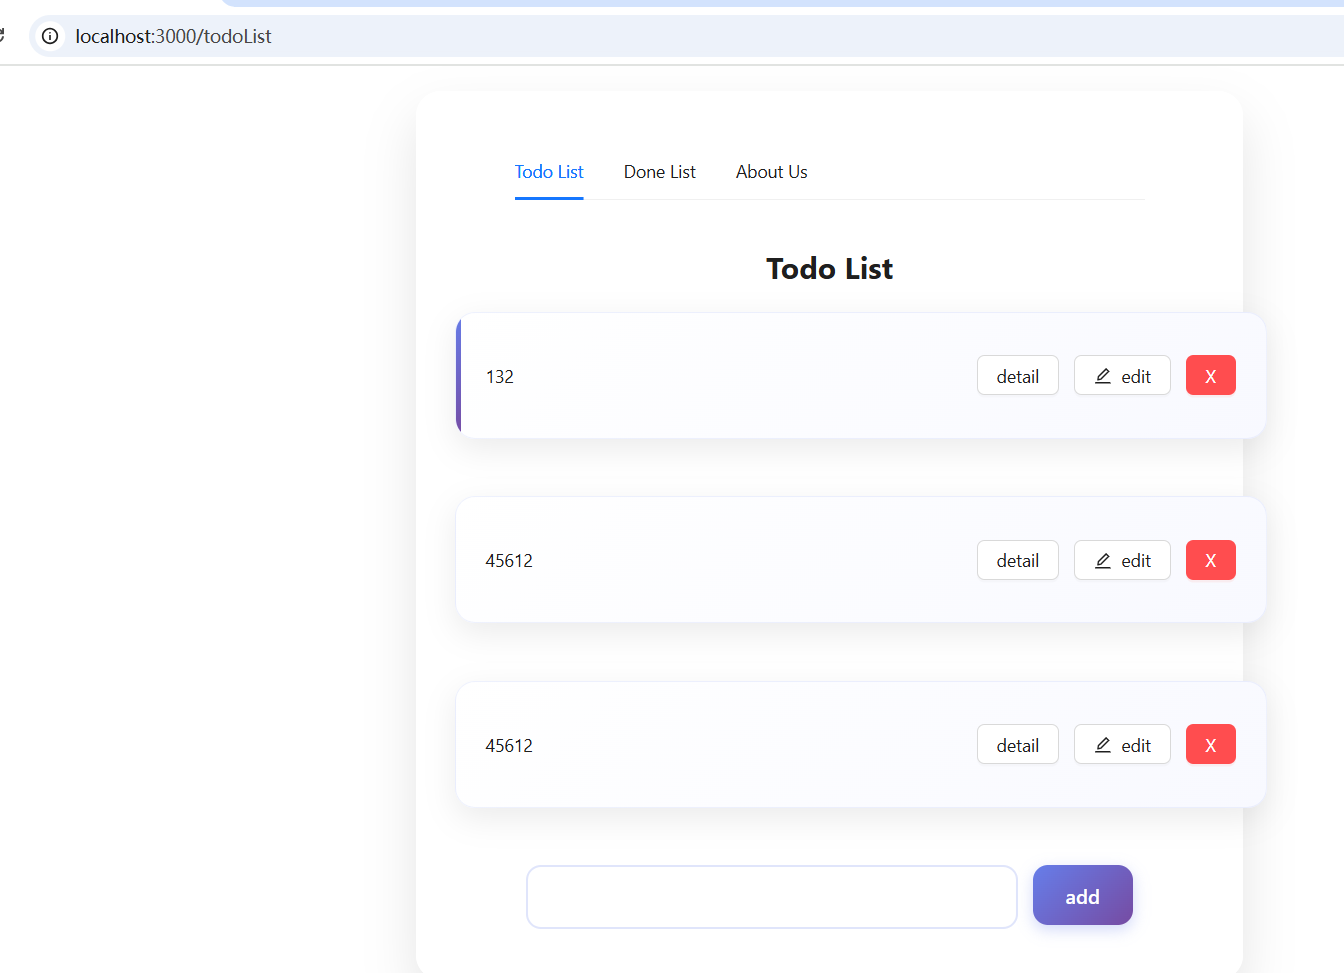 localhost:3000/todoList
Todo List Done List About Us
Todo List
132 detail edit X
45612 detail edit X
45612 detail edit X
add